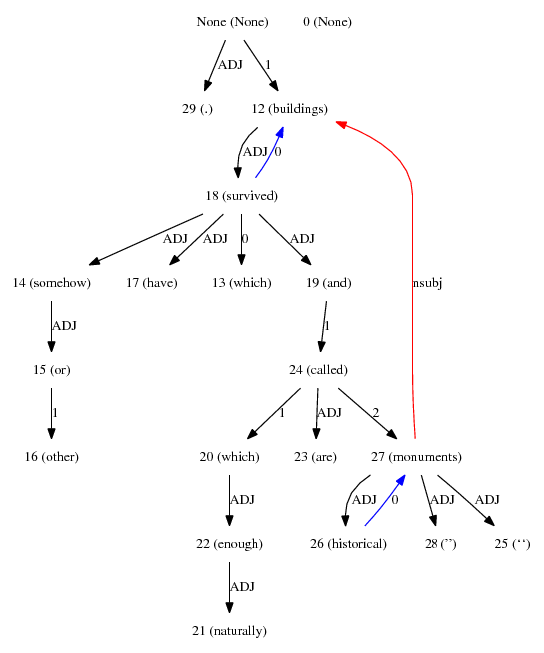 None (None) 0 (None)
ADJ 1
29 (.) 12 (buildings)
ADJ 0
18 (survived)
ADJ ADJ 0 ADJ
14 (somehow) 17 (have) 13 (which) 19 (and) nsubj
ADJ 1
15 (or) 24 (called)
1 1 ADJ 2
16 (other) 20 (which) 23 (are) 27 (monuments)
ADJ ADJ 0 ADJ ADJ
22 (enough) 26 (historical) 28 (”) 25 (‘‘)
ADJ
21 (naturally)